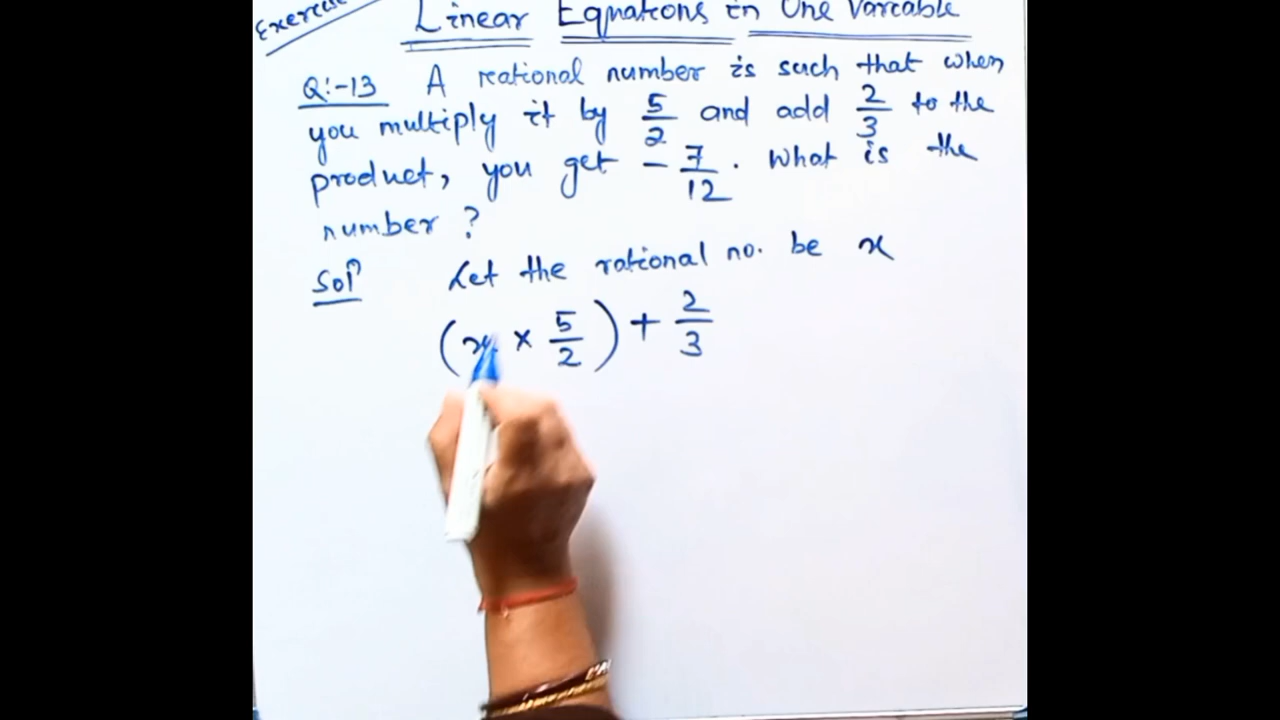 Exercise
Linear Equations in One Variable
Q:-13 A rational number is such that when
you multiply it by 5/2 and add 2/3 to the
product, you get - 7/12. What is the
number ?
Solⁿ Let the rational no. be x
(x × 5/2) + 2/3